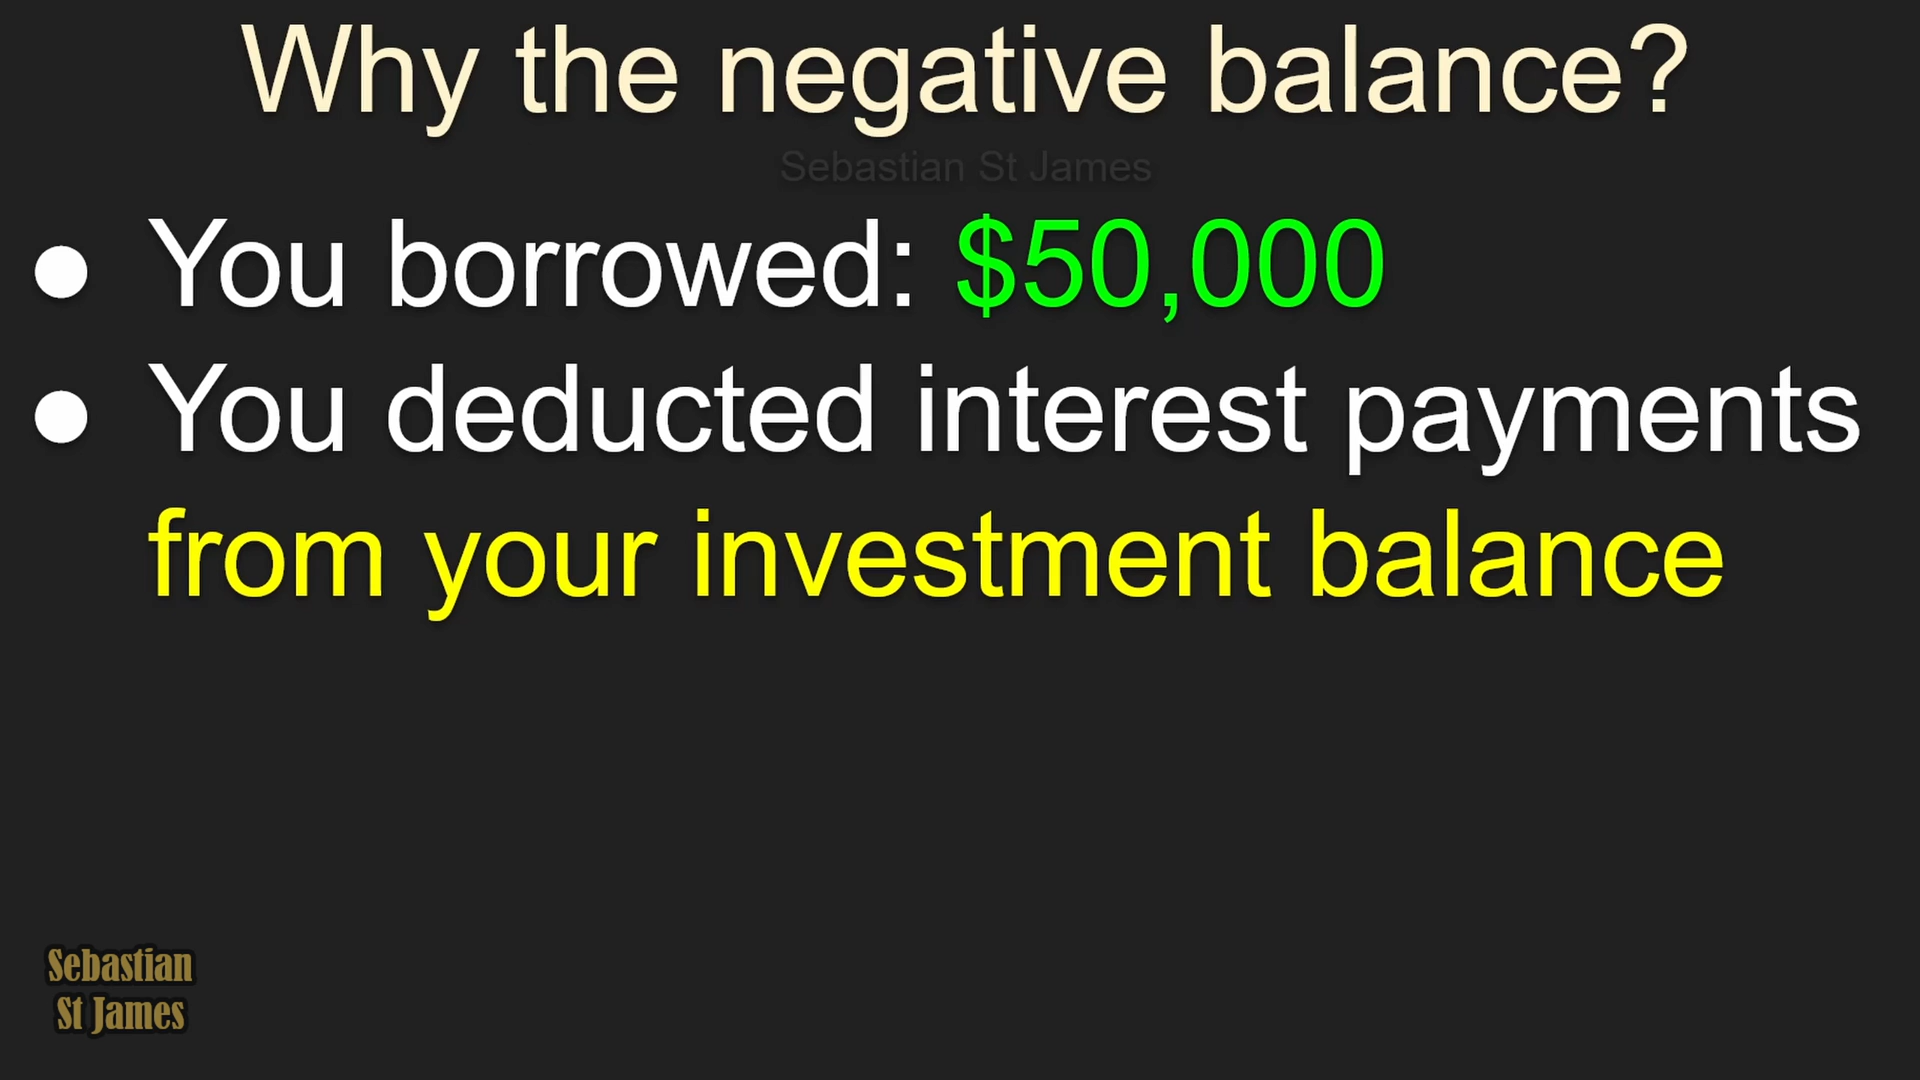 Why the negative balance?
Sebastian St James
● You borrowed: $50,000
● You deducted interest payments
from your investment balance
Sebastian
St James